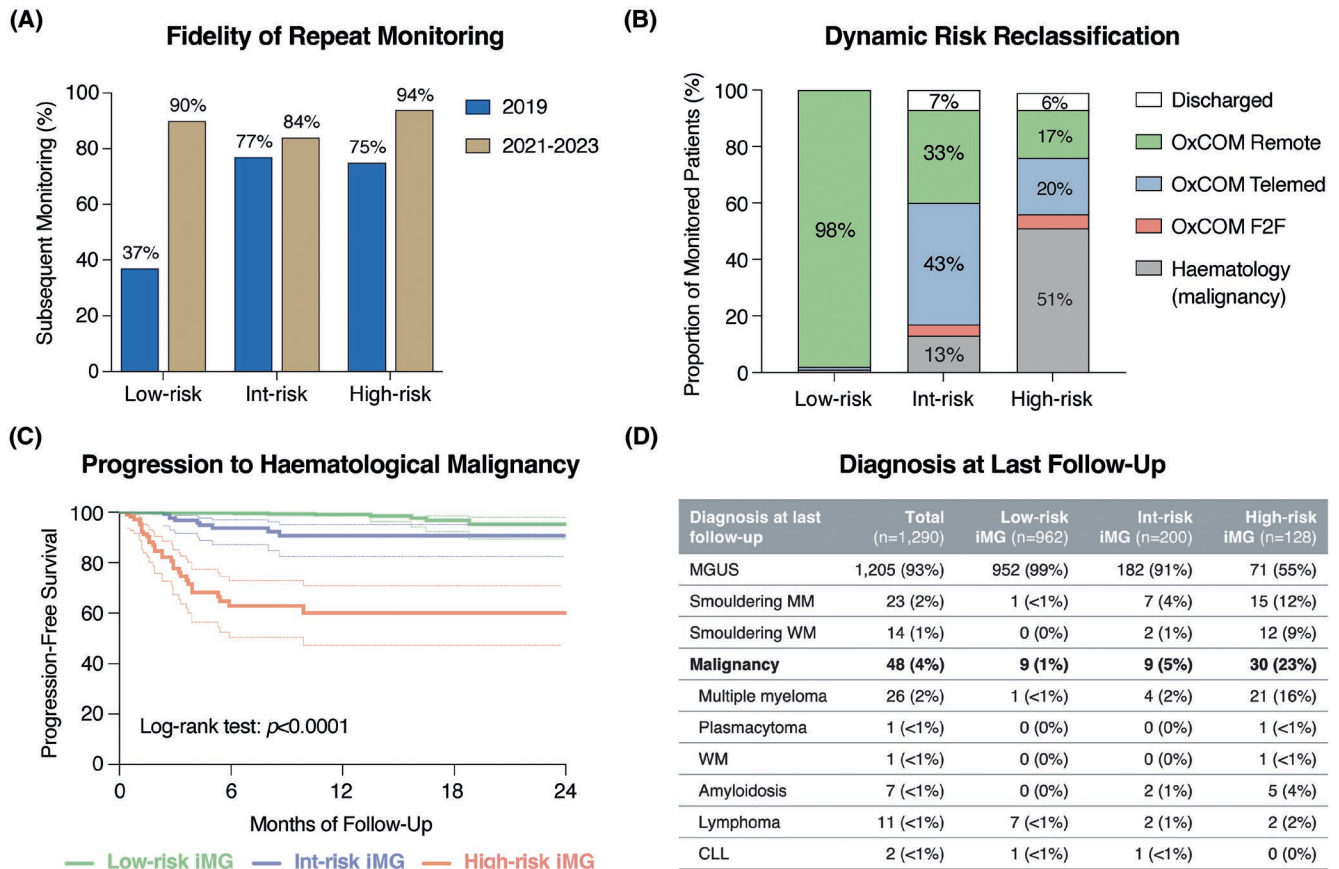 (A)
Fidelity of Repeat Monitoring
Subsequent Monitoring (%)
100
80
60
40
20
0
37%
90%
77%
84%
75%
94%
Low-risk
Int-risk
High-risk
2019
2021-2023
(B)
Dynamic Risk Reclassification
Proportion of Monitored Patients (%)
100
80
60
40
20
0
98%
7%
33%
43%
13%
6%
17%
20%
51%
Low-risk
Int-risk
High-risk
Discharged
OxCOM Remote
OxCOM Telemed
OxCOM F2F
Haematology
(malignancy)
(C)
Progression to Haematological Malignancy
Progression-Free Survival
100
80
60
40
20
0
Log-rank test: p<0.0001
0 6 12 18 24
Months of Follow-Up
Low-risk iMG Int-risk iMG High-risk iMG
(D)
Diagnosis at Last Follow-Up
Diagnosis at last Total Low-risk Int-risk High-risk
follow-up (n=1,290) iMG (n=962) iMG (n=200) iMG (n=128)
MGUS 1,205 (93%) 952 (99%) 182 (91%) 71 (55%)
Smouldering MM 23 (2%) 1 (<1%) 7 (4%) 15 (12%)
Smouldering WM 14 (1%) 0 (0%) 2 (1%) 12 (9%)
Malignancy 48 (4%) 9 (1%) 9 (5%) 30 (23%)
Multiple myeloma 26 (2%) 1 (<1%) 4 (2%) 21 (16%)
Plasmacytoma 1 (<1%) 0 (0%) 0 (0%) 1 (<1%)
WM 1 (<1%) 0 (0%) 0 (0%) 1 (<1%)
Amyloidosis 7 (<1%) 0 (0%) 2 (1%) 5 (4%)
Lymphoma 11 (<1%) 7 (<1%) 2 (1%) 2 (2%)
CLL 2 (<1%) 1 (<1%) 1 (<1%) 0 (0%)